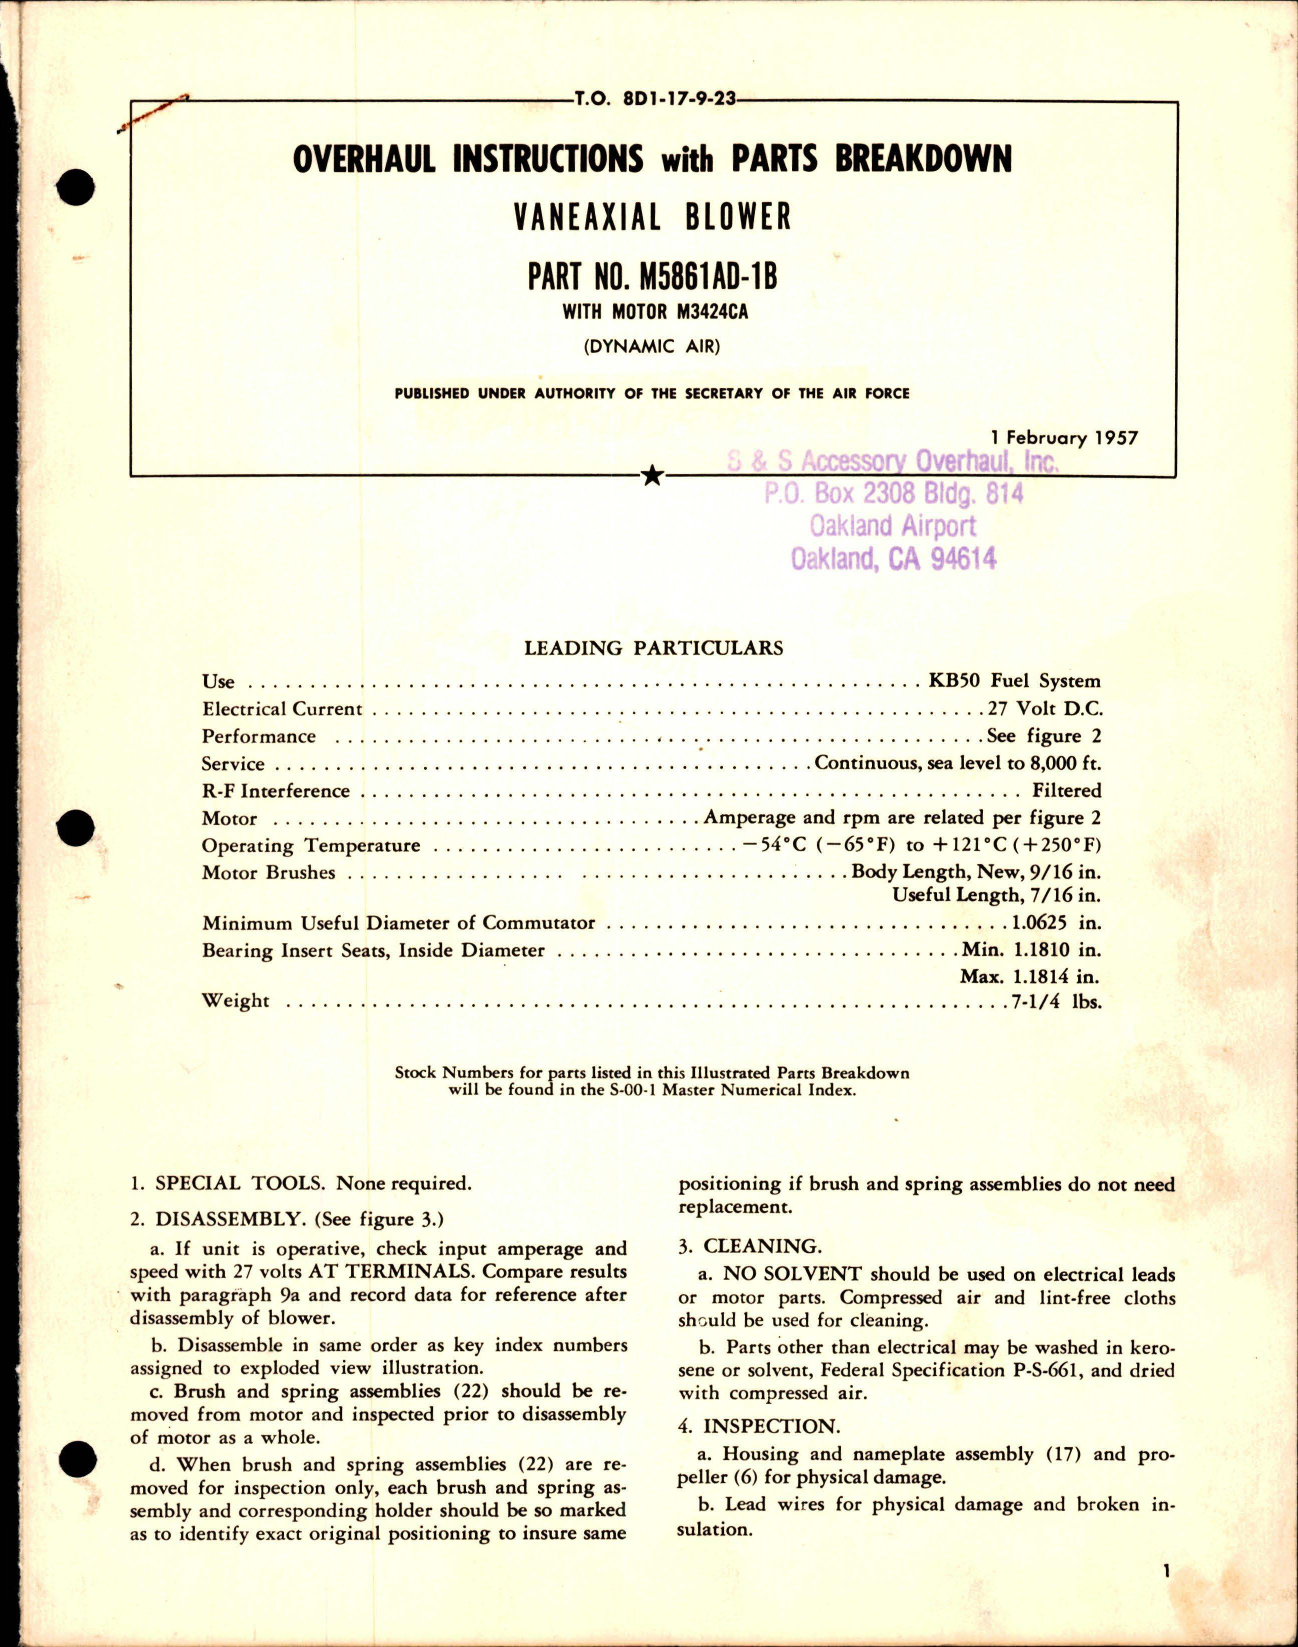 T.O. 8D1-17-9-23
OVERHAUL INSTRUCTIONS with PARTS BREAKDOWN
VANEAXIAL BLOWER
PART NO. M5861AD-1B
WITH MOTOR M3424CA
(DYNAMIC AIR)
PUBLISHED UNDER AUTHORITY OF THE SECRETARY OF THE AIR FORCE
1 February 1957
S & S Accessory Overhaul, Inc.
P.O. Box 2308 Bldg. 814
Oakland Airport
Oakland, CA 94614
LEADING PARTICULARS
Use . . . . . KB50 Fuel System
Electrical Current . . . . . 27 Volt D.C.
Performance . . . . . See figure 2
Service . . . . . Continuous, sea level to 8,000 ft.
R-F Interference . . . . . Filtered
Motor . . . . . Amperage and rpm are related per figure 2
Operating Temperature . . . . . −54°C (−65°F) to +121°C (+250°F)
Motor Brushes . . . . . Body Length, New, 9/16 in.
Useful Length, 7/16 in.
Minimum Useful Diameter of Commutator . . . . . 1.0625 in.
Bearing Insert Seats, Inside Diameter . . . . . Min. 1.1810 in.
Max. 1.1814 in.
Weight . . . . . 7-1/4 lbs.
Stock Numbers for parts listed in this Illustrated Parts Breakdown
will be found in the S-00-1 Master Numerical Index.
1. SPECIAL TOOLS. None required.
2. DISASSEMBLY. (See figure 3.)
a. If unit is operative, check input amperage and
speed with 27 volts AT TERMINALS. Compare results
with paragraph 9a and record data for reference after
disassembly of blower.
b. Disassemble in same order as key index numbers
assigned to exploded view illustration.
c. Brush and spring assemblies (22) should be re-
moved from motor and inspected prior to disassembly
of motor as a whole.
d. When brush and spring assemblies (22) are re-
moved for inspection only, each brush and spring as-
sembly and corresponding holder should be so marked
as to identify exact original positioning to insure same
positioning if brush and spring assemblies do not need
replacement.
3. CLEANING.
a. NO SOLVENT should be used on electrical leads
or motor parts. Compressed air and lint-free cloths
should be used for cleaning.
b. Parts other than electrical may be washed in kero-
sene or solvent, Federal Specification P-S-661, and dried
with compressed air.
4. INSPECTION.
a. Housing and nameplate assembly (17) and pro-
peller (6) for physical damage.
b. Lead wires for physical damage and broken in-
sulation.
1